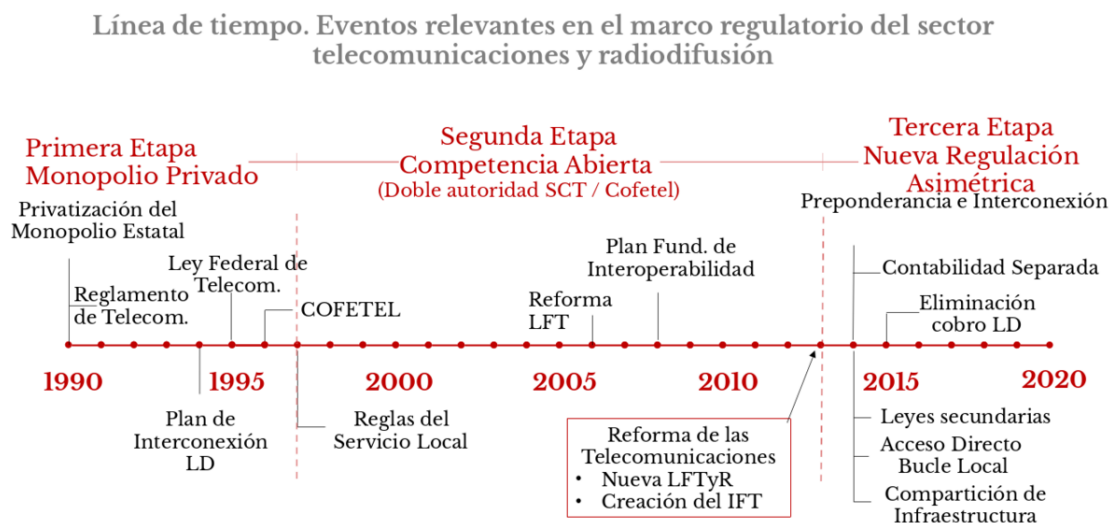 Línea de tiempo. Eventos relevantes en el marco regulatorio del sector
telecomunicaciones y radiodifusión
Primera Etapa
Monopolio Privado
Segunda Etapa
Competencia Abierta
(Doble autoridad SCT / Cofetel)
Tercera Etapa
Nueva Regulación
Asimétrica
Privatización del
Monopolio Estatal
Reglamento
de Telecom.
Ley Federal de
Telecom.
COFETEL
Reforma
LFT
Plan Fund. de
Interoperabilidad
Preponderancia e Interconexión
Contabilidad Separada
Eliminación
cobro LD
1990
1995
2000
2005
2010
2015
2020
Plan de
Interconexión
LD
Reglas del
Servicio Local
Reforma de las
Telecomunicaciones
• Nueva LFTyR
• Creación del IFT
Leyes secundarias
Acceso Directo
Bucle Local
Compartición de
Infraestructura